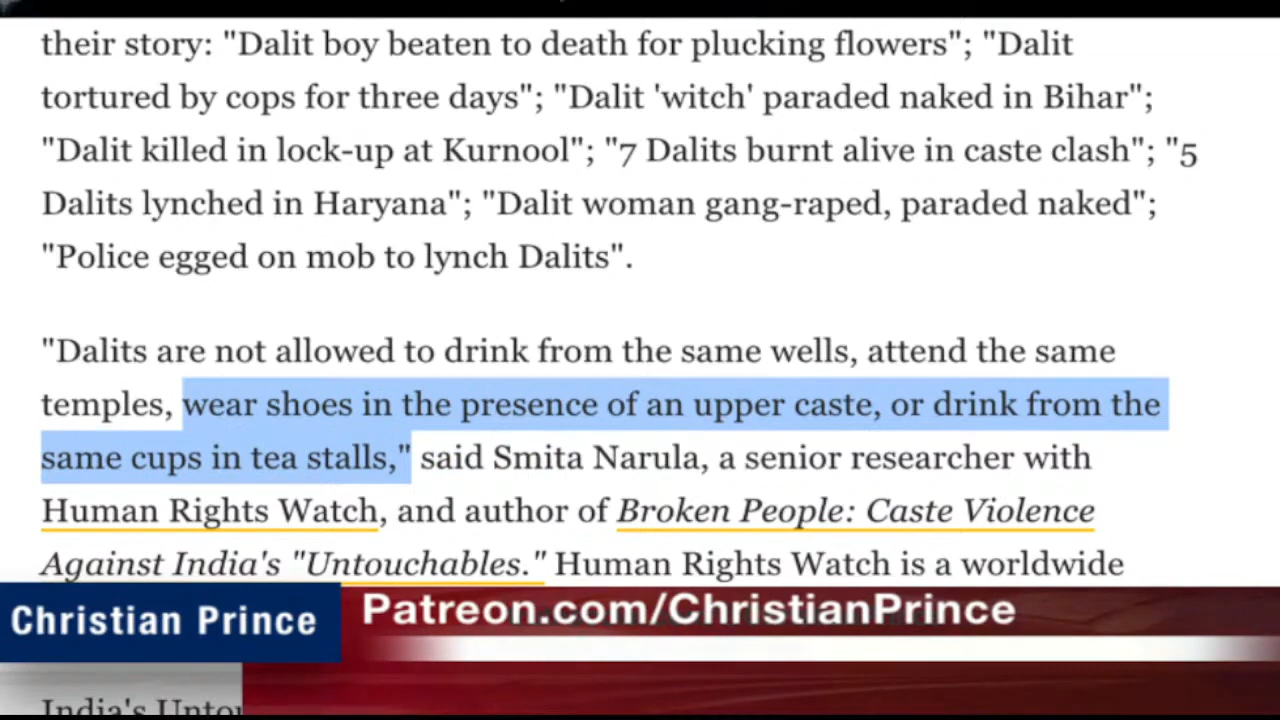 their story: "Dalit boy beaten to death for plucking flowers"; "Dalit
tortured by cops for three days"; "Dalit 'witch' paraded naked in Bihar";
"Dalit killed in lock-up at Kurnool"; "7 Dalits burnt alive in caste clash"; "5
Dalits lynched in Haryana"; "Dalit woman gang-raped, paraded naked";
"Police egged on mob to lynch Dalits".
"Dalits are not allowed to drink from the same wells, attend the same
temples, wear shoes in the presence of an upper caste, or drink from the
same cups in tea stalls," said Smita Narula, a senior researcher with
Human Rights Watch, and author of Broken People: Caste Violence
Against India's "Untouchables." Human Rights Watch is a worldwide
Christian Prince
Patreon.com/ChristianPrince
India's